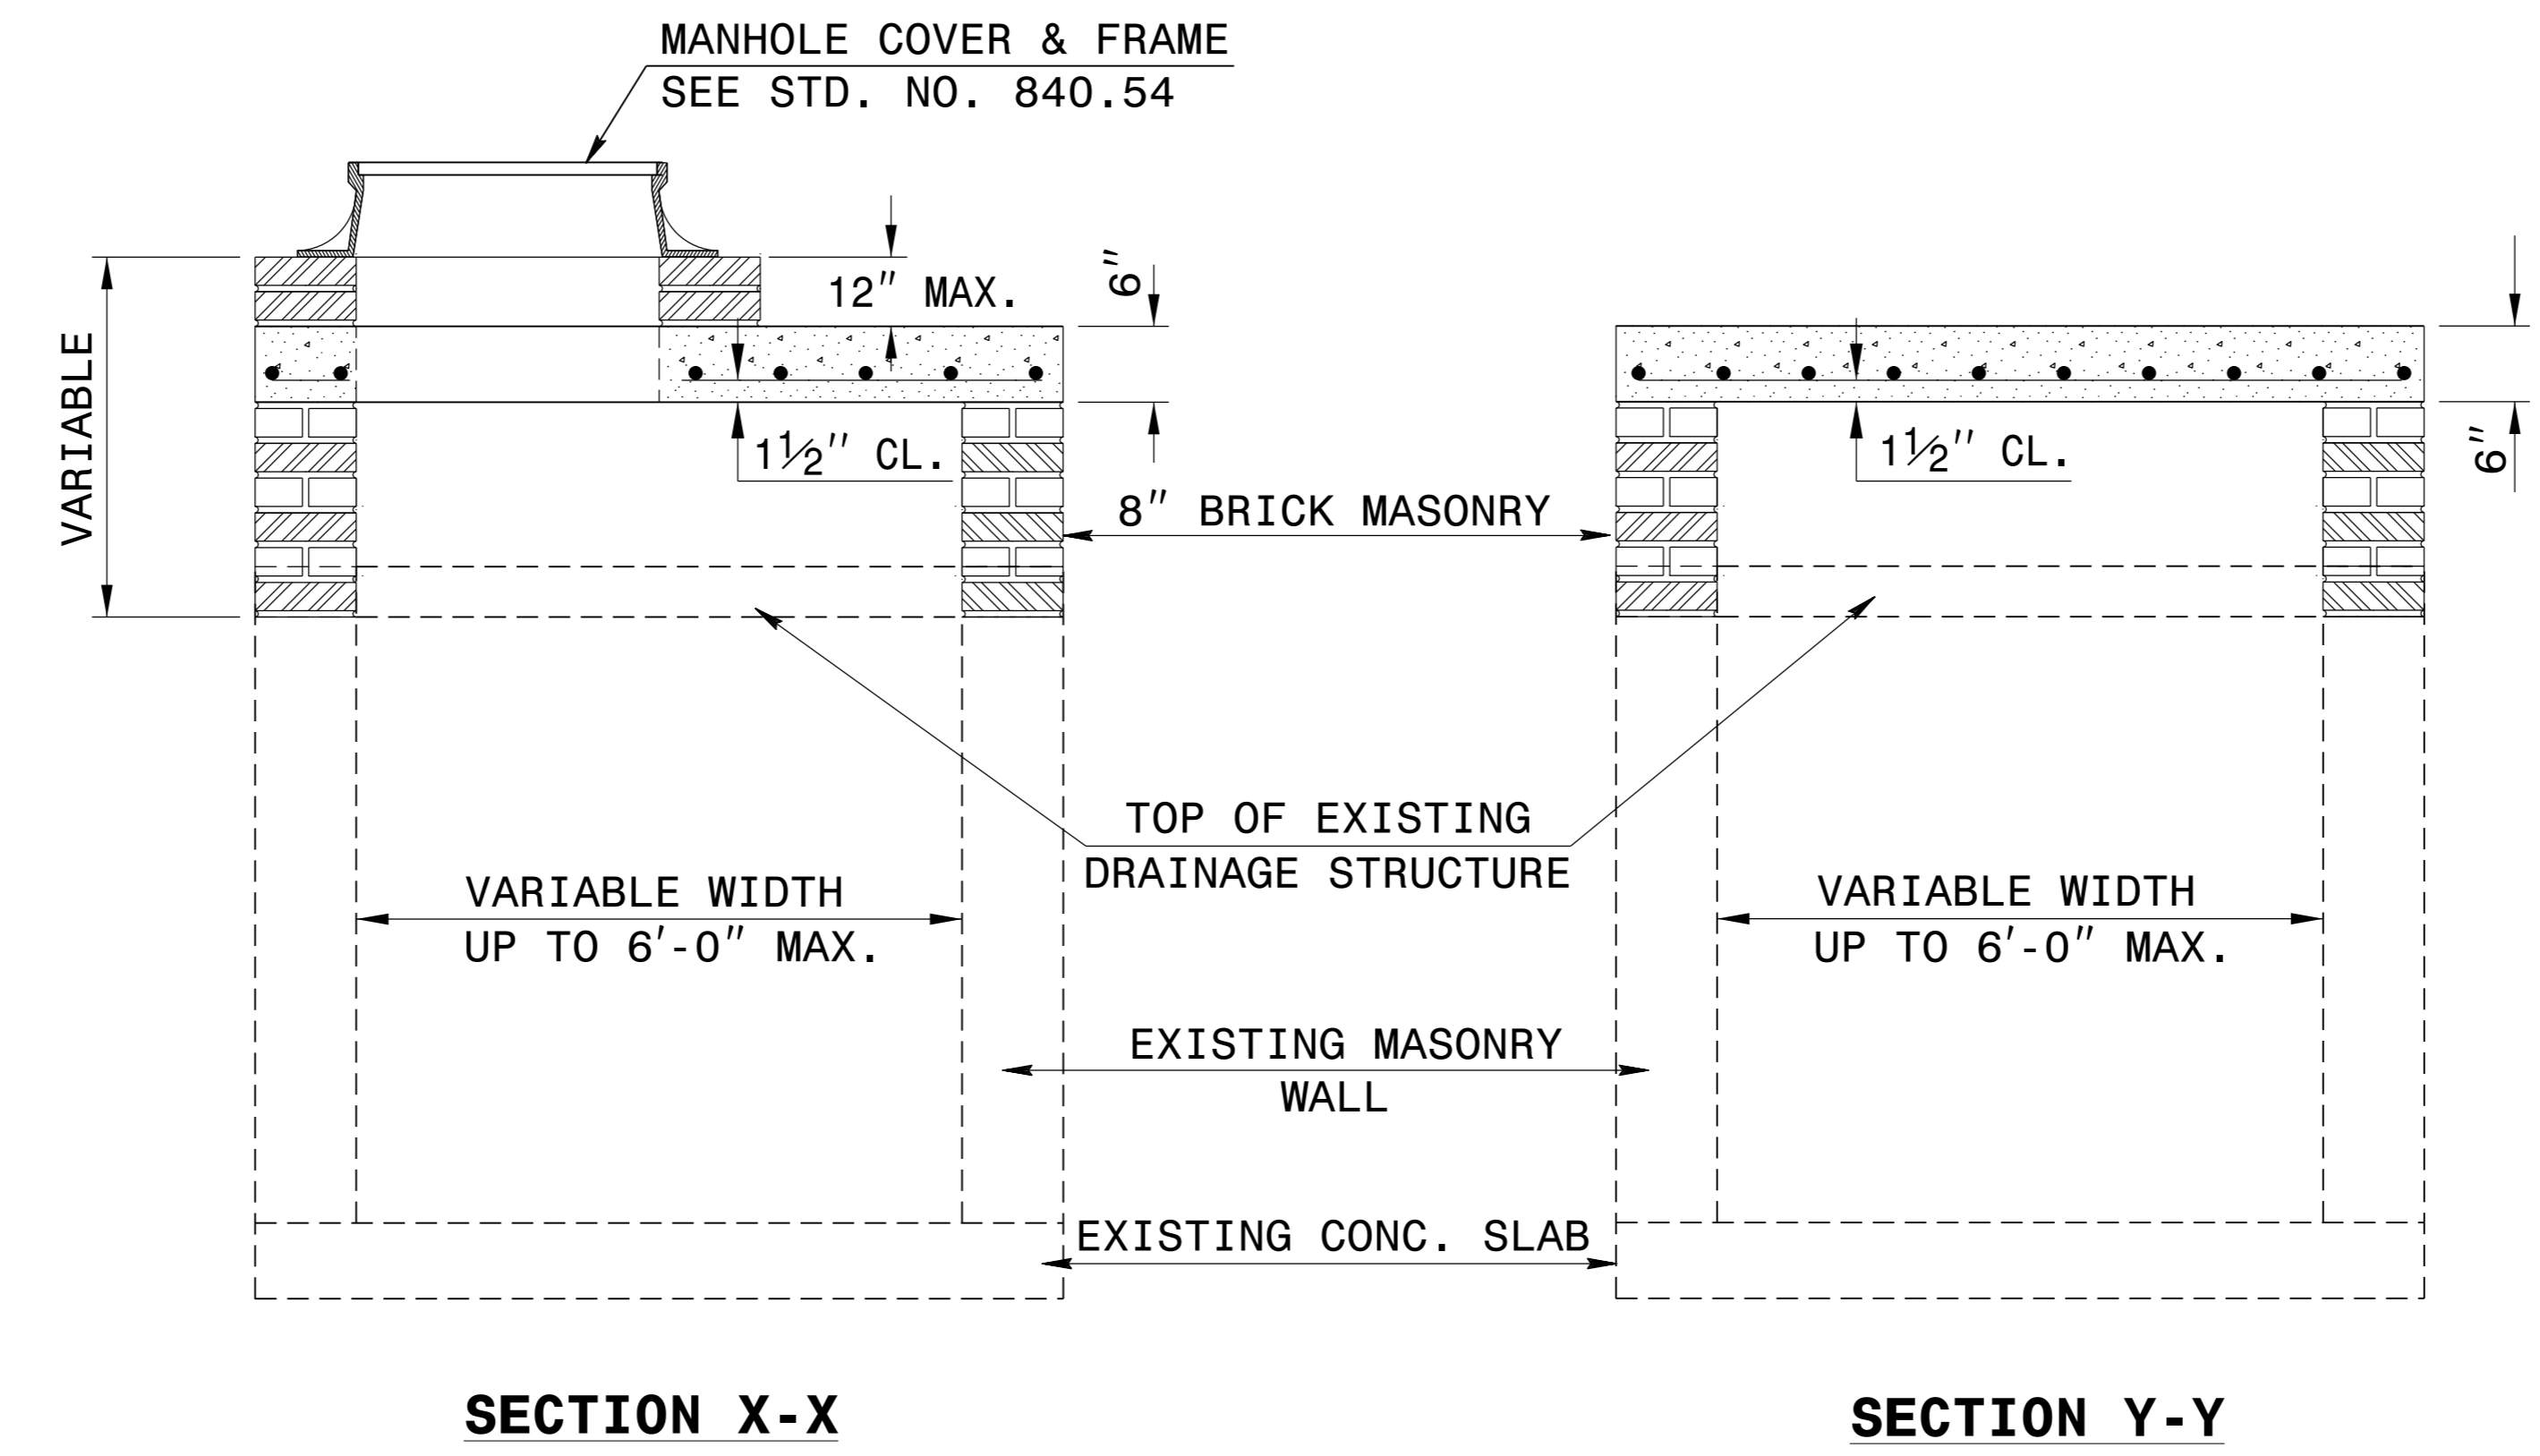 MANHOLE COVER & FRAME
SEE STD. NO. 840.54
12" MAX.
6"
VARIABLE
1½" CL.
8" BRICK MASONRY
1½" CL.
6"
TOP OF EXISTING
DRAINAGE STRUCTURE
VARIABLE WIDTH
UP TO 6'-0" MAX.
VARIABLE WIDTH
UP TO 6'-0" MAX.
EXISTING MASONRY
WALL
EXISTING CONC. SLAB
SECTION X-X
SECTION Y-Y